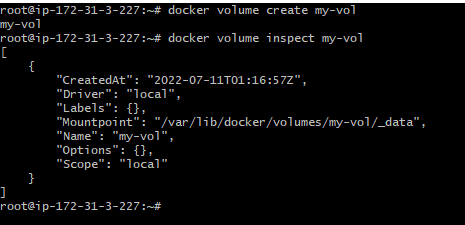 root@ip-172-31-3-227:~# docker volume create my-vol
my-vol
root@ip-172-31-3-227:~# docker volume inspect my-vol
[
    {
        "CreatedAt": "2022-07-11T01:16:57Z",
        "Driver": "local",
        "Labels": {},
        "Mountpoint": "/var/lib/docker/volumes/my-vol/_data",
        "Name": "my-vol",
        "Options": {},
        "Scope": "local"
    }
]
root@ip-172-31-3-227:~#